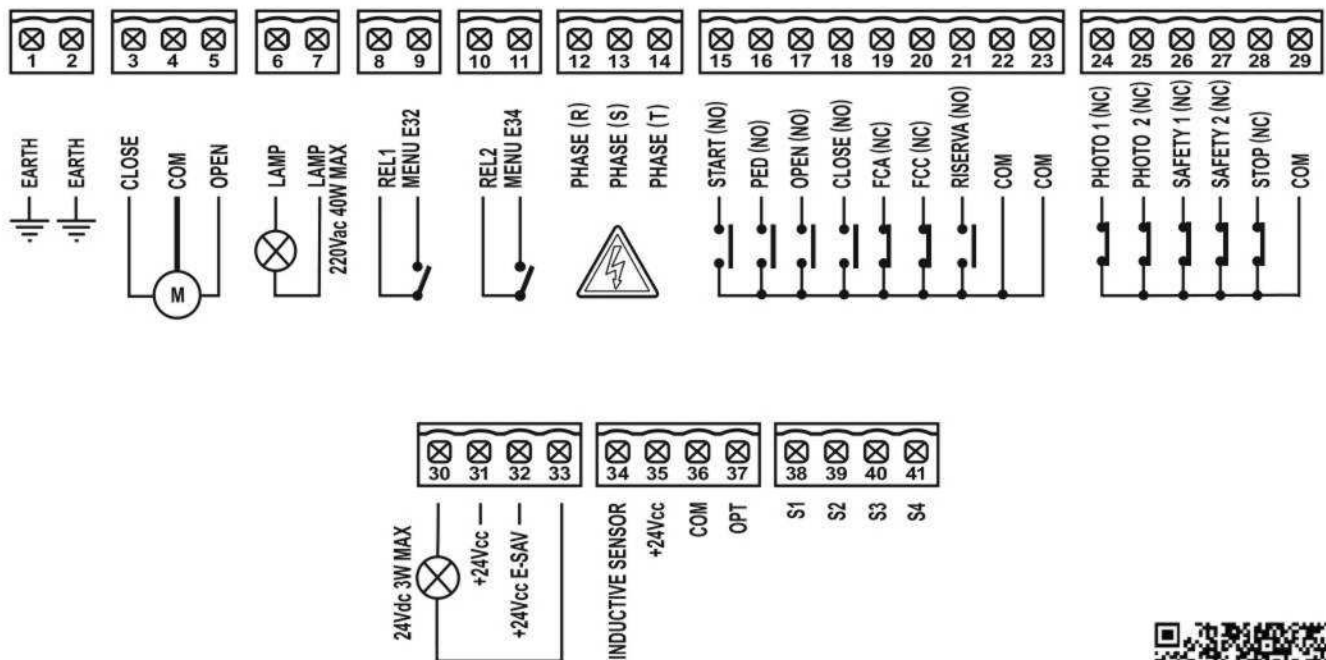 1 2 3 4 5 6 7 8 9 10 11 12 13 14 15 16 17 18 19 20 21 22 23 24 25 26 27 28 29
EARTH
EARTH
CLOSE
COM
OPEN
LAMP
LAMP
220Vac 40W MAX
REL1
MENU E32
REL2
MENU E34
PHASE (R)
PHASE (S)
PHASE (T)
START (NO)
PED (NO)
OPEN (NO)
CLOSE (NO)
FCA (NC)
FCC (NC)
RISERVA (NO)
COM
COM
PHOTO 1 (NC)
PHOTO 2 (NC)
SAFETY 1 (NC)
SAFETY 2 (NC)
STOP (NC)
COM
M
30 31 32 33 34 35 36 37 38 39 40 41
24Vdc 3W MAX
+24Vcc
+24Vcc E-SAV
INDUCTIVE SENSOR
+24Vcc
COM
OPT
S1
S2
S3
S4